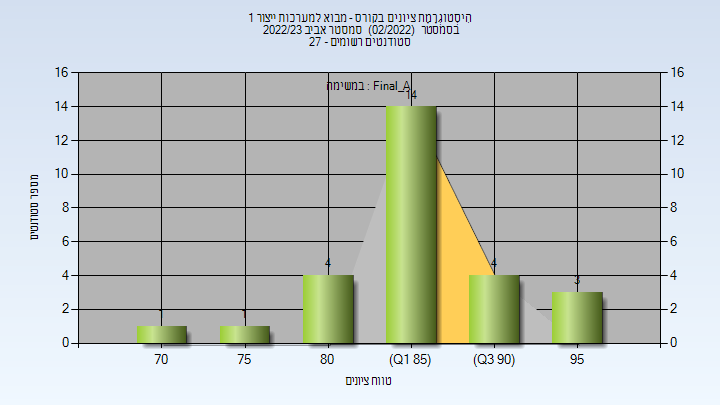 היסטוגרמת ציונים בקורס - מבוא למערכות ייצור 1
בסמסטר (02/2022) סמסטר אביב 2022/23
סטודנטים רשומים - 27
במשימה : Final_A
16 16
14 14 14
12 12
10 10
8 8
6 6
4 4 4 4
2 1 1 3 2
0 0
70 75 80 (Q1 85) (Q3 90) 95
מספר סטודנטים
טווח ציונים